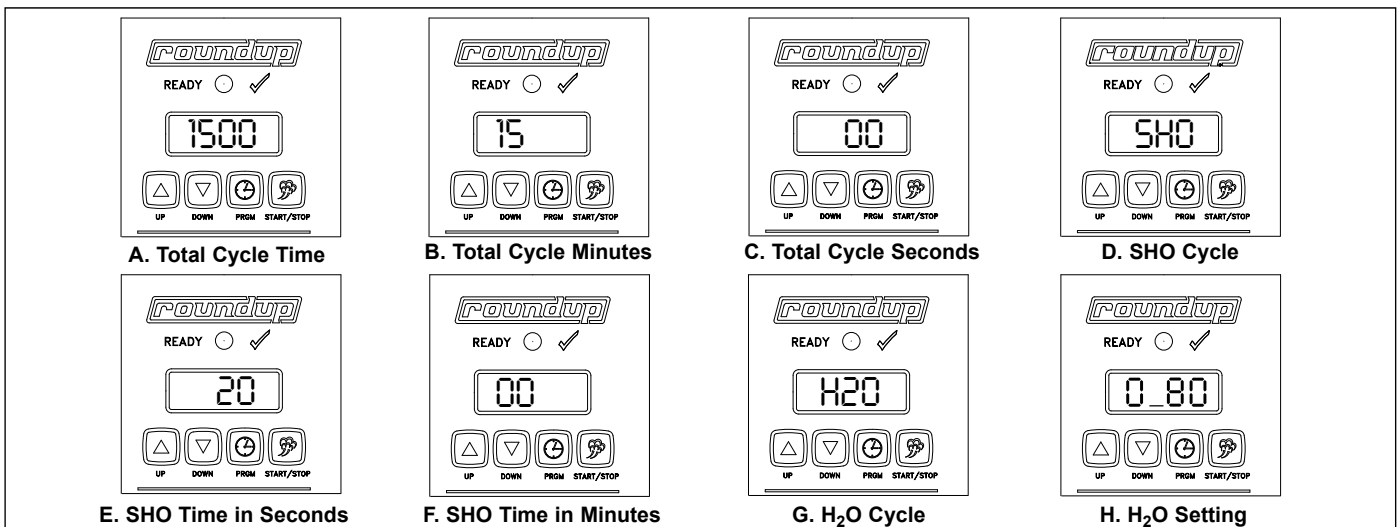 roundup roundup roundup roundup
READY READY READY READY
1500 15 00 SHO
UP DOWN PRGM START/STOP UP DOWN PRGM START/STOP UP DOWN PRGM START/STOP UP DOWN PRGM START/STOP
A. Total Cycle Time B. Total Cycle Minutes C. Total Cycle Seconds D. SHO Cycle
roundup roundup roundup roundup
READY READY READY READY
20 00 H20 0_80
UP DOWN PRGM START/STOP UP DOWN PRGM START/STOP UP DOWN PRGM START/STOP UP DOWN PRGM START/STOP
E. SHO Time in Seconds F. SHO Time in Minutes G. H₂O Cycle H. H₂O Setting